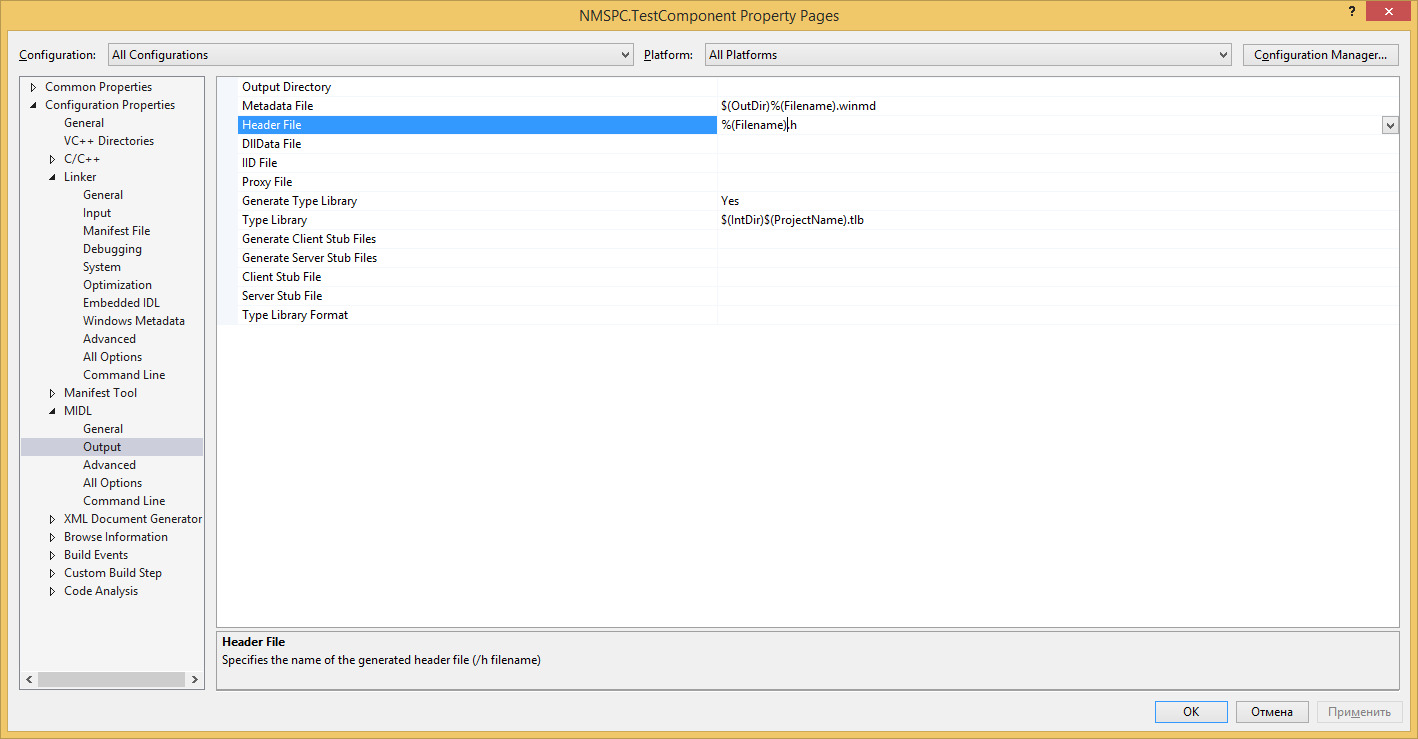 NMSPC.TestComponent Property Pages
?
Configuration: All Configurations Platform: All Platforms Configuration Manager...
Common Properties
Configuration Properties
General
VC++ Directories
C/C++
Linker
General
Input
Manifest File
Debugging
System
Optimization
Embedded IDL
Windows Metadata
Advanced
All Options
Command Line
Manifest Tool
MIDL
General
Output
Advanced
All Options
Command Line
XML Document Generator
Browse Information
Build Events
Custom Build Step
Code Analysis
Output Directory
Metadata File $(OutDir)%(Filename).winmd
Header File %(Filename).h
DllData File
IID File
Proxy File
Generate Type Library Yes
Type Library $(IntDir)$(ProjectName).tlb
Generate Client Stub Files
Generate Server Stub Files
Client Stub File
Server Stub File
Type Library Format
Header File
Specifies the name of the generated header file (/h filename)
OK Отмена Применить